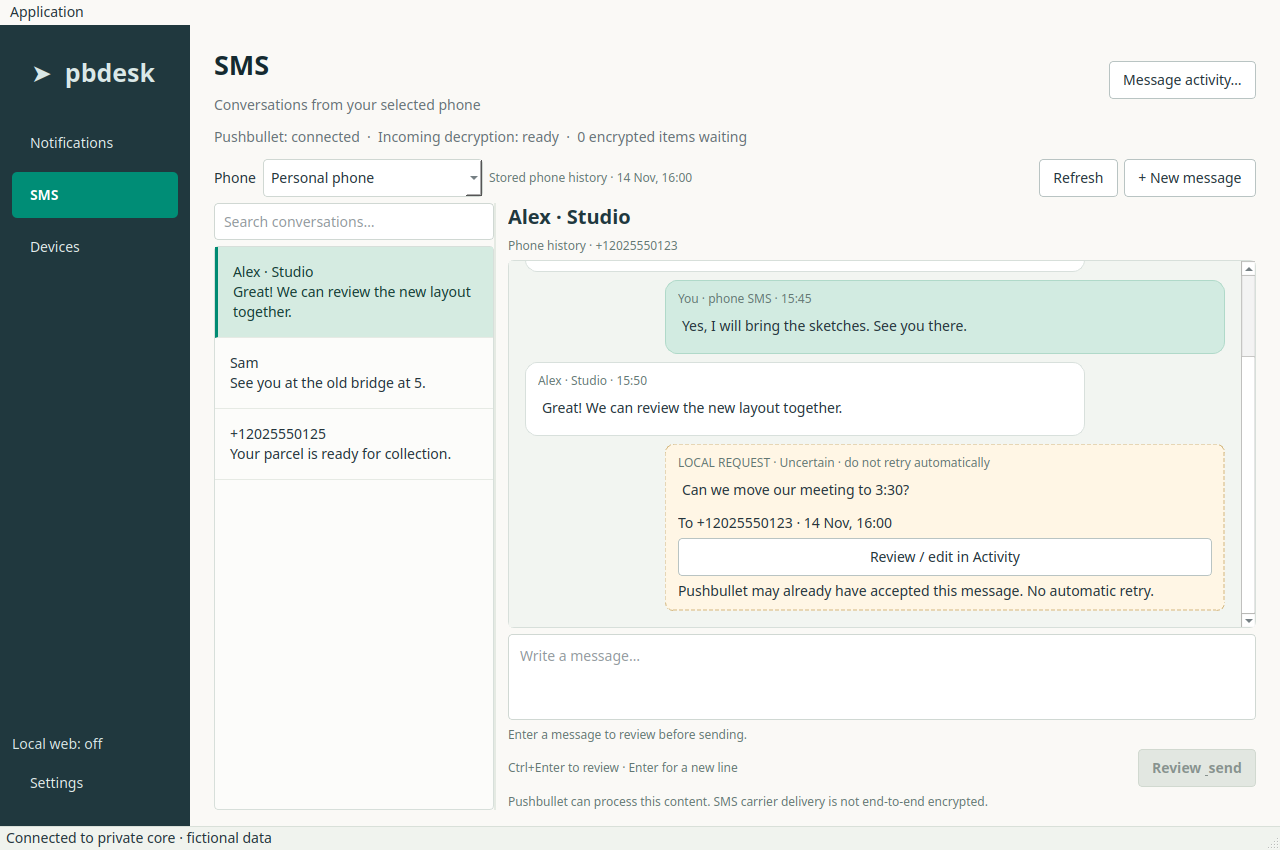 Application
pbdesk
Notifications
SMS
Devices
Local web: off
Settings
SMS
Conversations from your selected phone
Message activity...
Pushbullet: connected · Incoming decryption: ready · 0 encrypted items waiting
Phone
Personal phone
Stored phone history · 14 Nov, 16:00
Refresh
+ New message
Search conversations...
Alex · Studio
Great! We can review the new layout
together.
Sam
See you at the old bridge at 5.
+12025550125
Your parcel is ready for collection.
Alex · Studio
Phone history · +12025550123
You · phone SMS · 15:45
Yes, I will bring the sketches. See you there.
Alex · Studio · 15:50
Great! We can review the new layout together.
LOCAL REQUEST · Uncertain · do not retry automatically
Can we move our meeting to 3:30?
To +12025550123 · 14 Nov, 16:00
Review / edit in Activity
Pushbullet may already have accepted this message. No automatic retry.
Write a message...
Enter a message to review before sending.
Ctrl+Enter to review · Enter for a new line
Review _send
Pushbullet can process this content. SMS carrier delivery is not end-to-end encrypted.
Connected to private core · fictional data